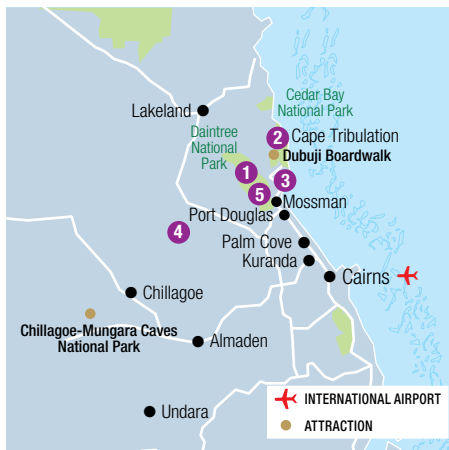 Cedar Bay
National Park
Lakeland
2
Cape Tribulation
Daintree
National
Park
Dubuji Boardwalk
1
3
5
Mossman
Port Douglas
4
Palm Cove
Kuranda
Cairns
Chillagoe
Chillagoe-Mungara Caves
National Park
Almaden
Undara
INTERNATIONAL AIRPORT
ATTRACTION